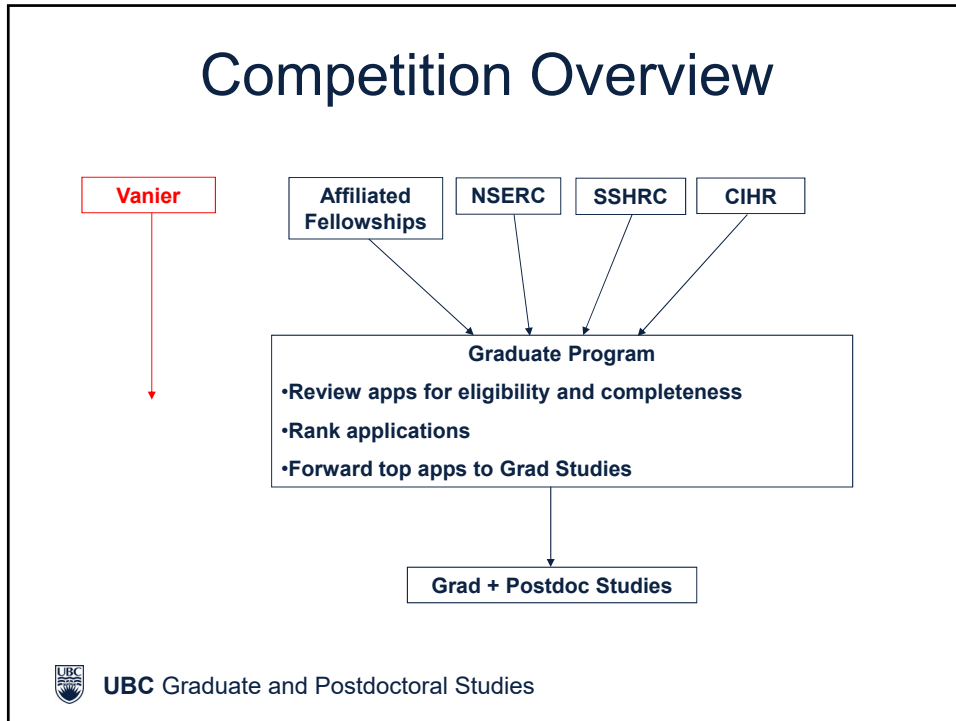 Competition Overview
Vanier
Affiliated
Fellowships
NSERC
SSHRC
CIHR
Graduate Program
•Review apps for eligibility and completeness
•Rank applications
•Forward top apps to Grad Studies
Grad + Postdoc Studies
UBC
UBC Graduate and Postdoctoral Studies